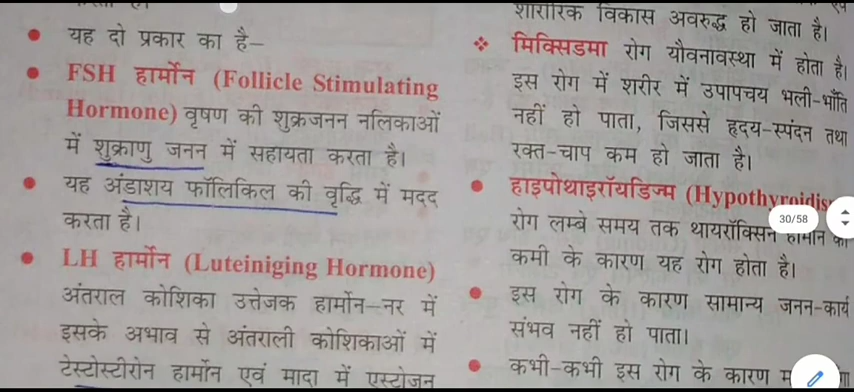 यह दो प्रकार का है–
FSH हार्मोन (Follicle Stimulating
Hormone) वृषण की शुक्रजनन नलिकाओं
में शुक्राणु जनन में सहायता करता है।
यह अंडाशय फॉलिकिल की वृद्धि में मदद
करता है।
LH हार्मोन (Luteiniging Hormone)
अंतराल कोशिका उत्तेजक हार्मोन–नर में
इसके अभाव से अंतराली कोशिकाओं में
टेस्टोस्टीरोन हार्मोन एवं मादा में एस्ट्रोजन
शारीरिक विकास अवरुद्ध हो जाता है।
मिक्सिडमा रोग यौवनावस्था में होता है।
इस रोग में शरीर में उपापचय भली-भाँति
नहीं हो पाता, जिससे हृदय-स्पंदन तथा
रक्त-चाप कम हो जाता है।
हाइपोथाइरॉयडिज्म
रोग लम्बे समय तक थायरॉक्सिन हार्मोन की
कमी के कारण यह रोग होता है।
इस रोग के कारण सामान्य जनन-कार्य
संभव नहीं हो पाता।
कभी-कभी इस रोग के कारण
30/58